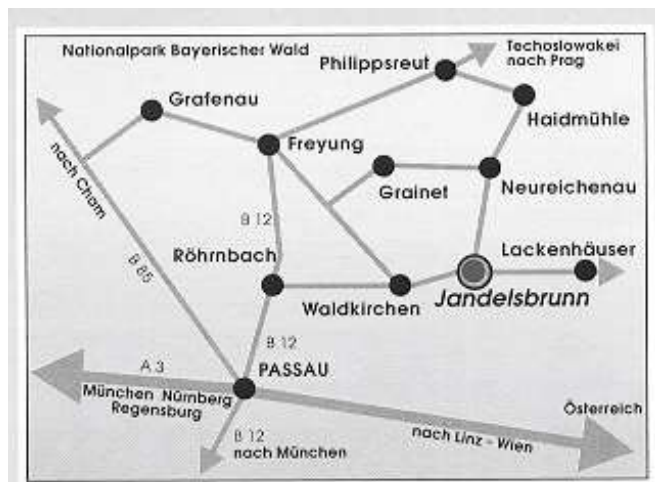 Nationalpark Bayerischer Wald
Techoslowakei
nach Prag
Philippsreut
Grafenau
Haidmühle
Freyung
nach Cham
Grainet
Neureichenau
B 12
B 85
Röhrnbach
Lackenhäuser
Waldkirchen
Jandelsbrunn
B 12
A 3
PASSAU
München Nürnberg
Regensburg
Österreich
B 12
nach München
nach Linz - Wien